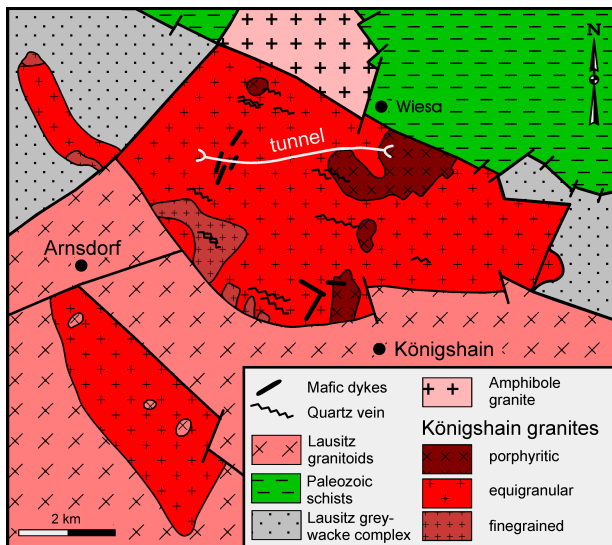 N
Wiesa
tunnel
Arnsdorf
Königshain
2 km
Mafic dykes
Quartz vein
Lausitz
granitoids
Paleozoic
schists
Lausitz grey-
wacke complex
Amphibole
granite
Königshain granites
porphyritic
equigranular
finegrained